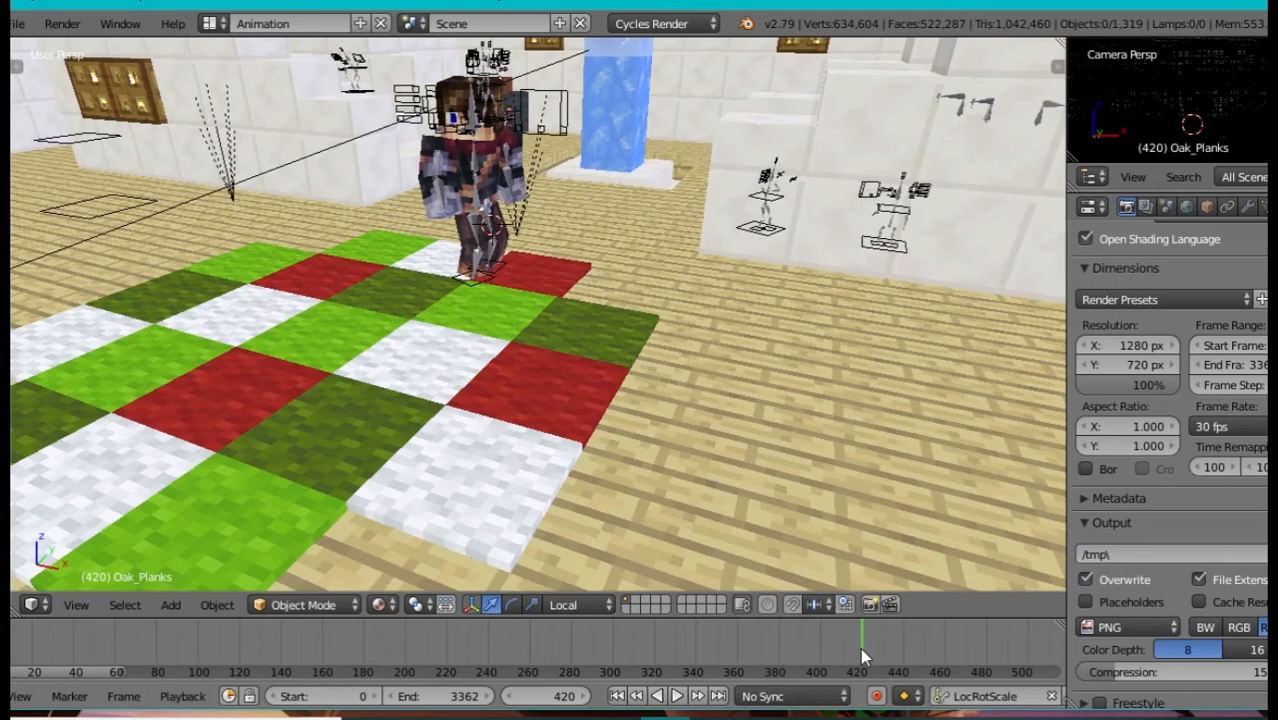 File Render Window Help Animation Scene Cycles Render v2.79 | Verts:634,604 | Faces:522,287 | Tris:1,042,460 | Objects:0/1,319 | Lamps:0/0 | Mem:553.
User Persp
Camera Persp
(420) Oak_Planks
View Search All Scene
Open Shading Language
Dimensions
Render Presets
Resolution: Frame Range:
X: 1280 px Start Frame:
Y: 720 px End Fra: 336
100% Frame Step:
Aspect Ratio: Frame Rate:
X: 1.000 30 fps
Y: 1.000 Time Remappi
Bor Cro 100 10
Metadata
Output
/tmp\
Overwrite File Extens
Placeholders Cache Res
PNG BW RGB R
Color Depth: 8 16
Compression: 15
Freestyle
z
y
x
(420) Oak_Planks
View Select Add Object Object Mode Local
20 40 60 80 100 120 140 160 180 200 220 240 260 280 300 320 340 360 380 400 420 440 460 480 500
View Marker Frame Playback Start: 0 End: 3362 420 No Sync LocRotScale